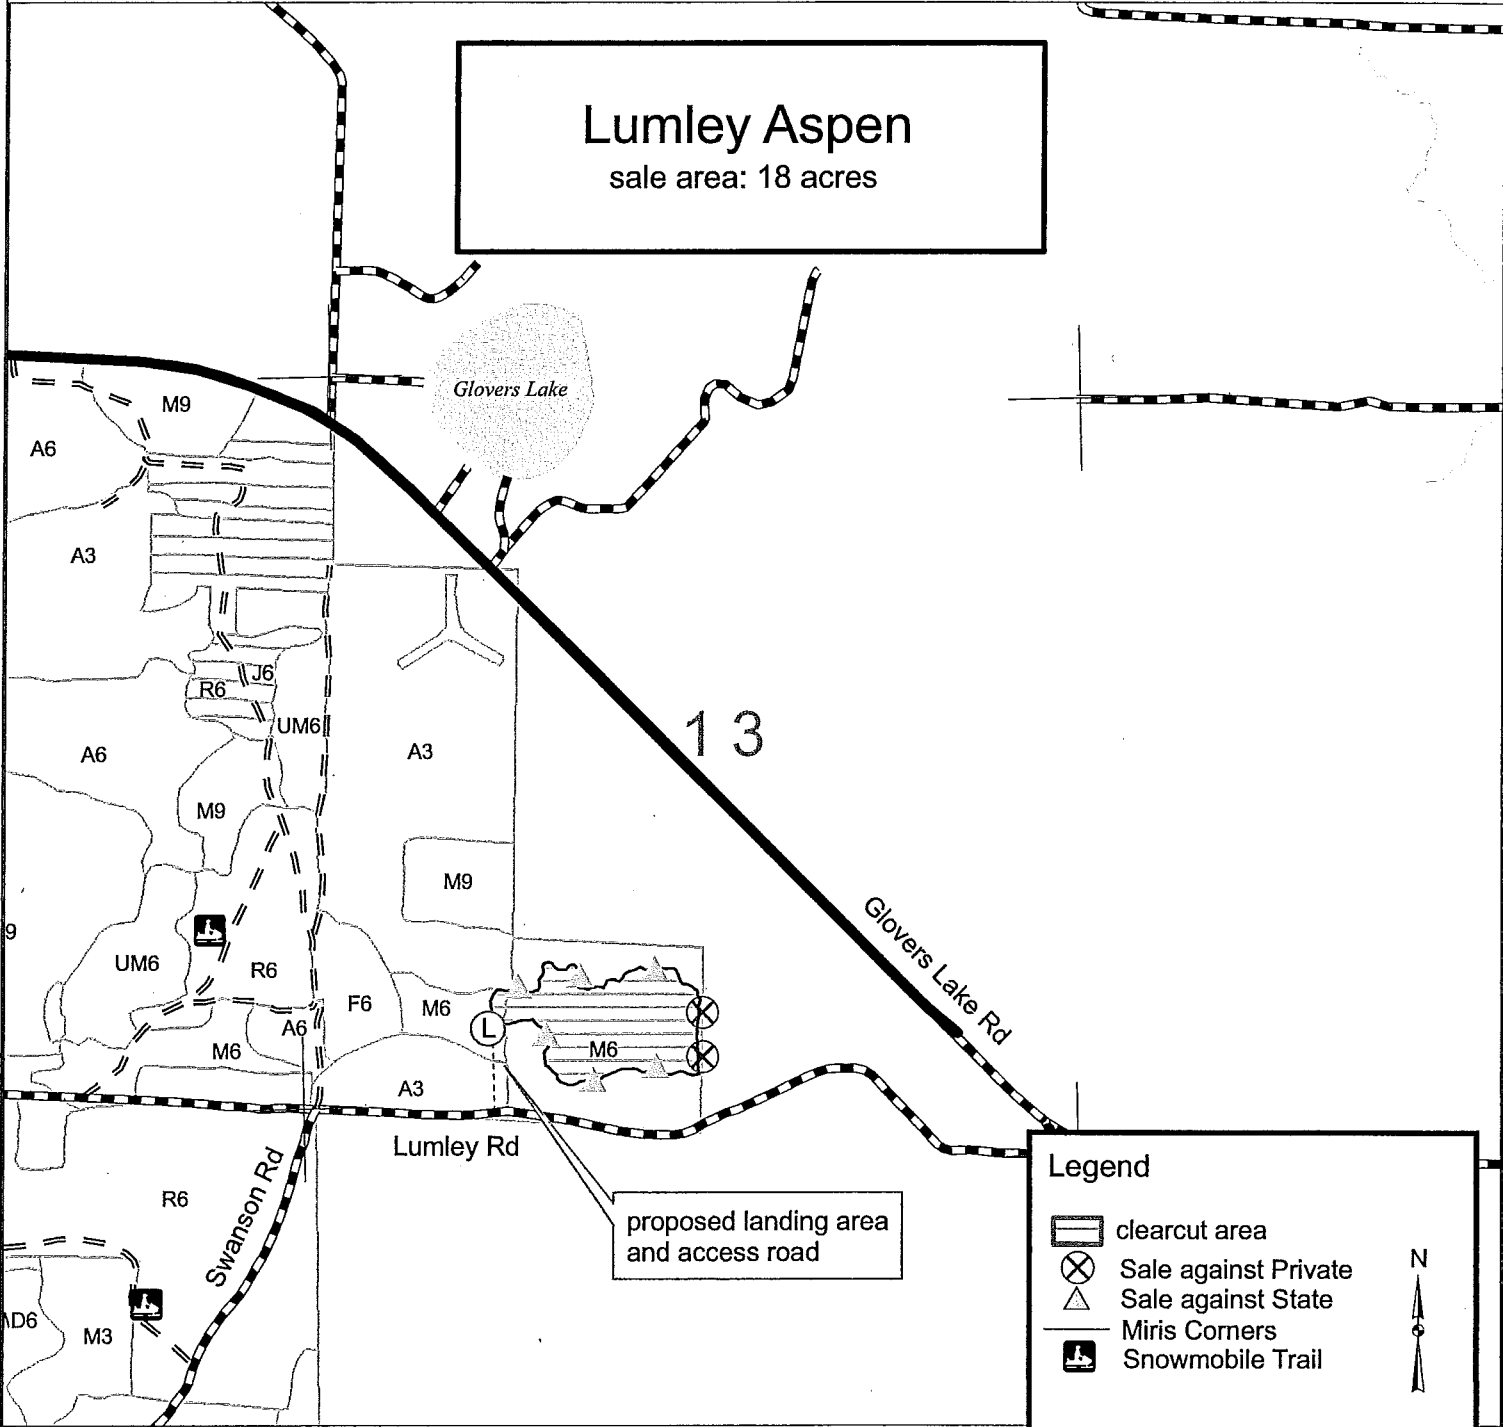 Lumley Aspen
sale area: 18 acres
Glovers Lake
M9
A6
A3
J6
R6
UM6
A6
A3
13
M9
M9
9
Glovers Lake Rd
UM6
R6
F6
M6
L
A6
M6
M6
A3
Lumley Rd
Swanson Rd
R6
proposed landing area
and access road
D6
M3
Legend
clearcut area
Sale against Private
Sale against State
Miris Corners
Snowmobile Trail
N